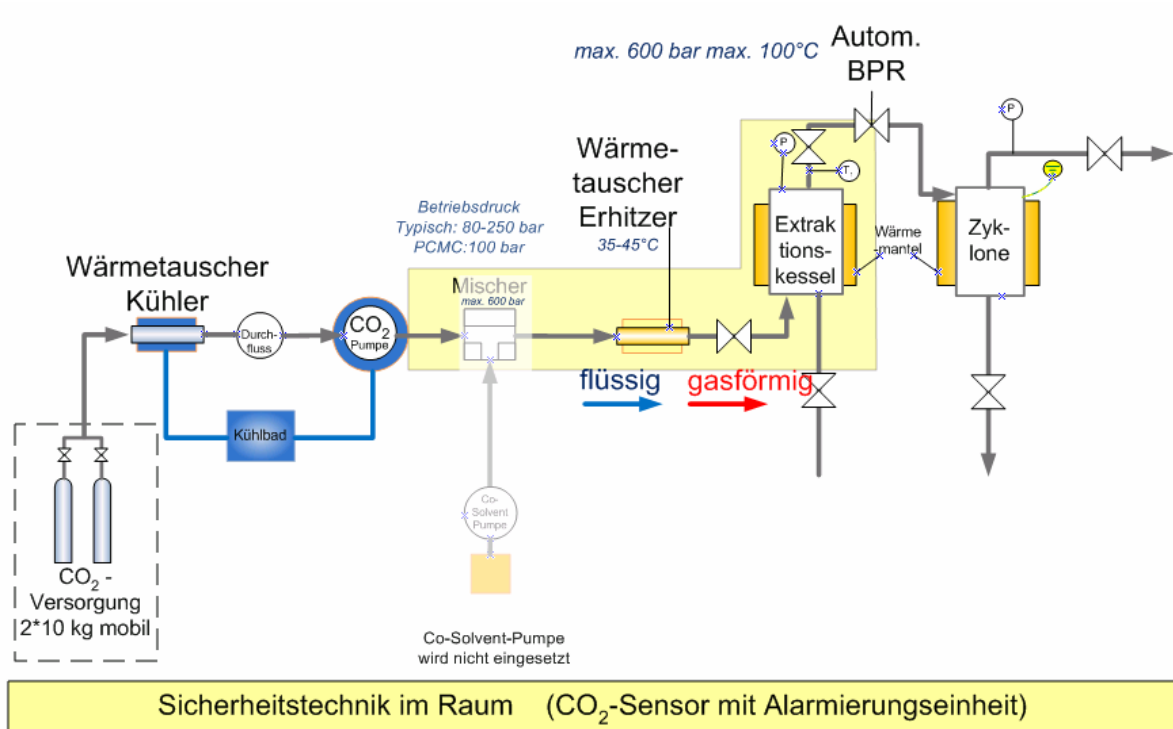 max. 600 bar max. 100°C
Autom.
BPR
P
P
T,
Wärme-
tauscher
Erhitzer
35-45°C
Betriebsdruck
Typisch: 80-250 bar
PCMC:100 bar
Extrak
tions-
kessel
Wärme
-mantel
Zyk-
lone
Wärmetauscher
Kühler
Mischer
max. 600 bar
Durch-
fluss
CO2
Pumpe
flüssig
gasförmig
Kühlbad
Co-
Solvent
Pumpe
CO2 -
Versorgung
2*10 kg mobil
Co-Solvent-Pumpe
wird nicht eingesetzt
Sicherheitstechnik im Raum (CO2-Sensor mit Alarmierungseinheit)